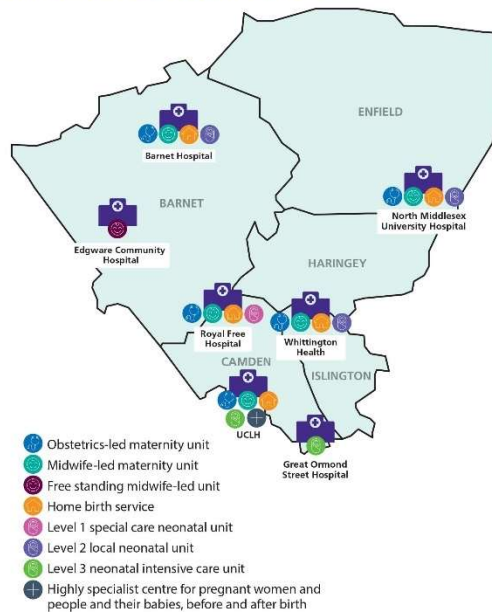 ENFIELD
Barnet Hospital
BARNET
North Middlesex
University Hospital
Edgware Community
Hospital
HARINGEY
Royal Free
Hospital
Whittington
Health
CAMDEN
ISLINGTON
UCLH
Great Ormond
Street Hospital
Obstetrics-led maternity unit
Midwife-led maternity unit
Free standing midwife-led unit
Home birth service
Level 1 special care neonatal unit
Level 2 local neonatal unit
Level 3 neonatal intensive care unit
Highly specialist centre for pregnant women and
people and their babies, before and after birth